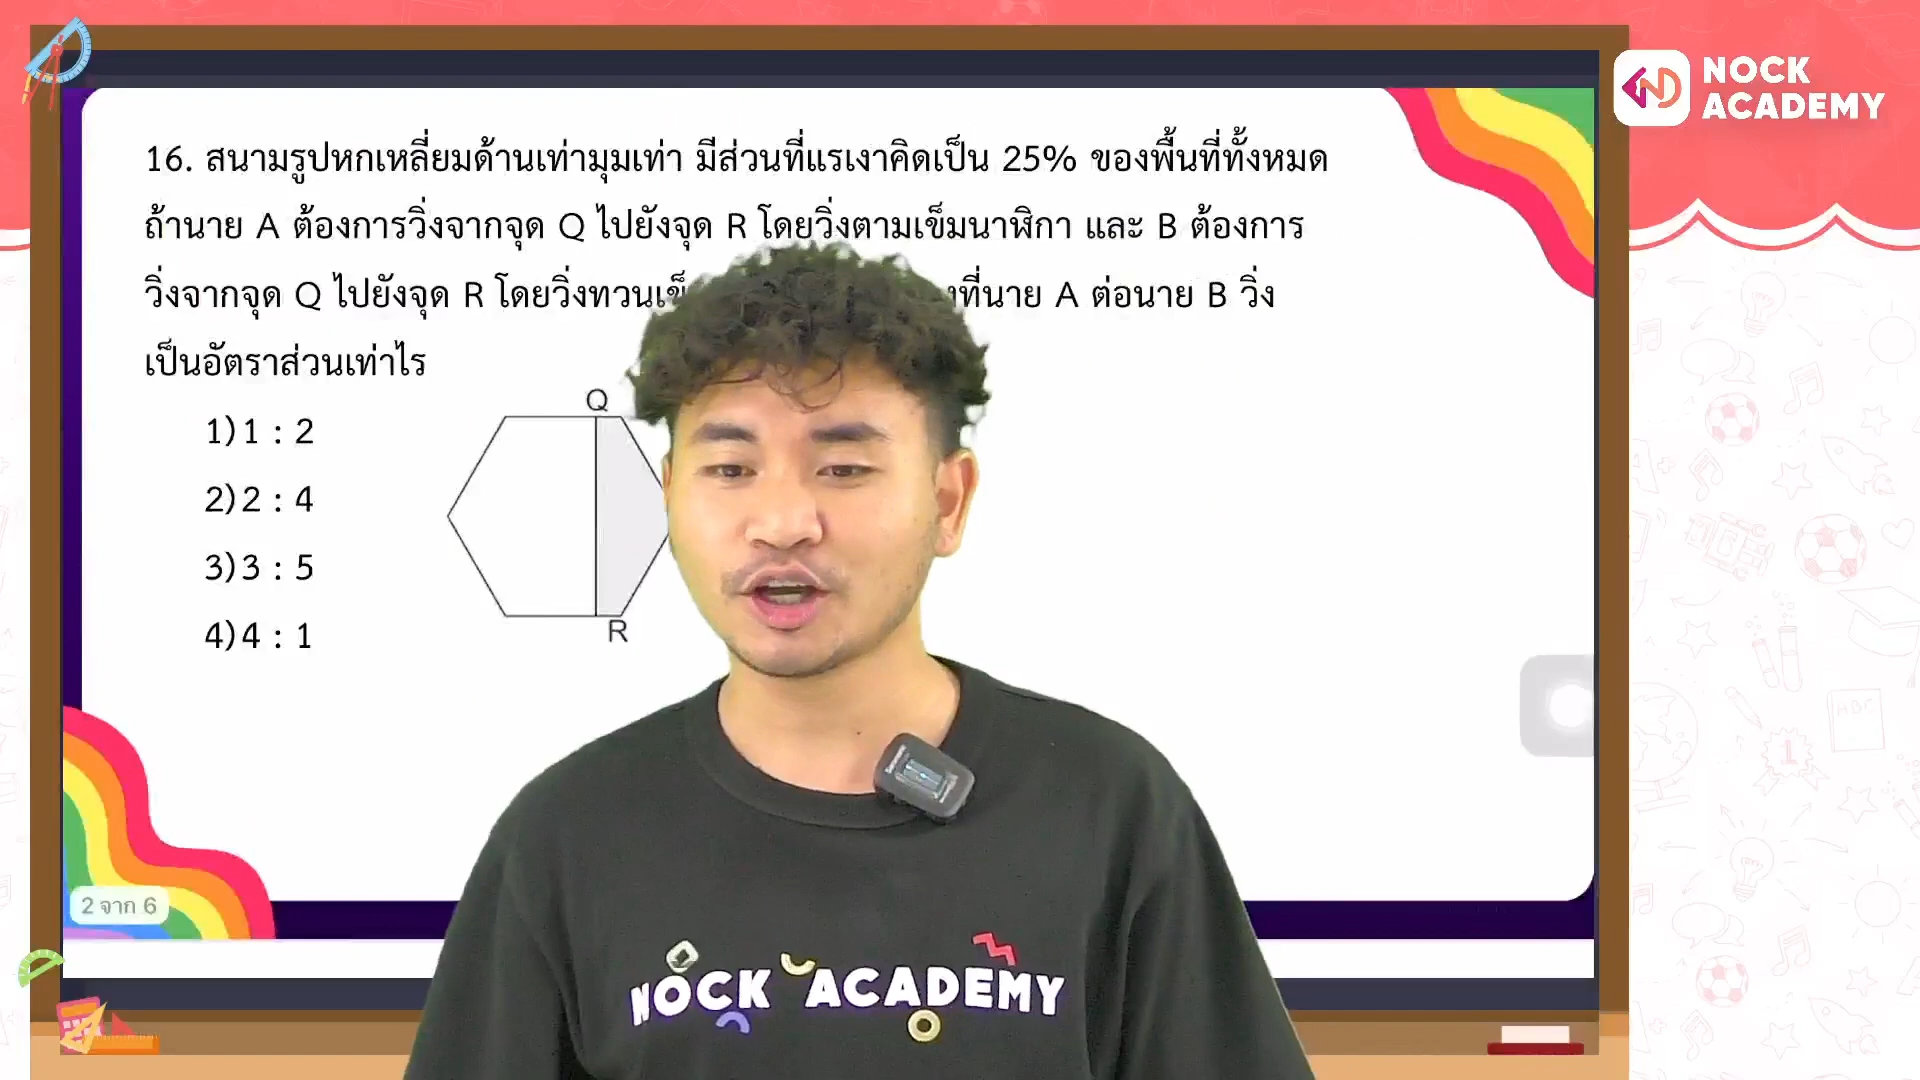 NOCK
ACADEMY
16. สนามรูปหกเหลี่ยมด้านเท่ามุมเท่า มีส่วนที่แรเงาคิดเป็น 25% ของพื้นที่ทั้งหมด
ถ้านาย A ต้องการวิ่งจากจุด Q ไปยังจุด R โดยวิ่งตามเข็มนาฬิกา และ B ต้องการ
วิ่งจากจุด Q ไปยังจุด R โดยวิ่งทวนเข็ ที่นาย A ต่อนาย B วิ่ง
เป็นอัตราส่วนเท่าไร
1) 1 : 2
2) 2 : 4
3) 3 : 5
4) 4 : 1
Q
R
2 จาก 6
NOCK ACADEMY